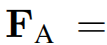 F_A =